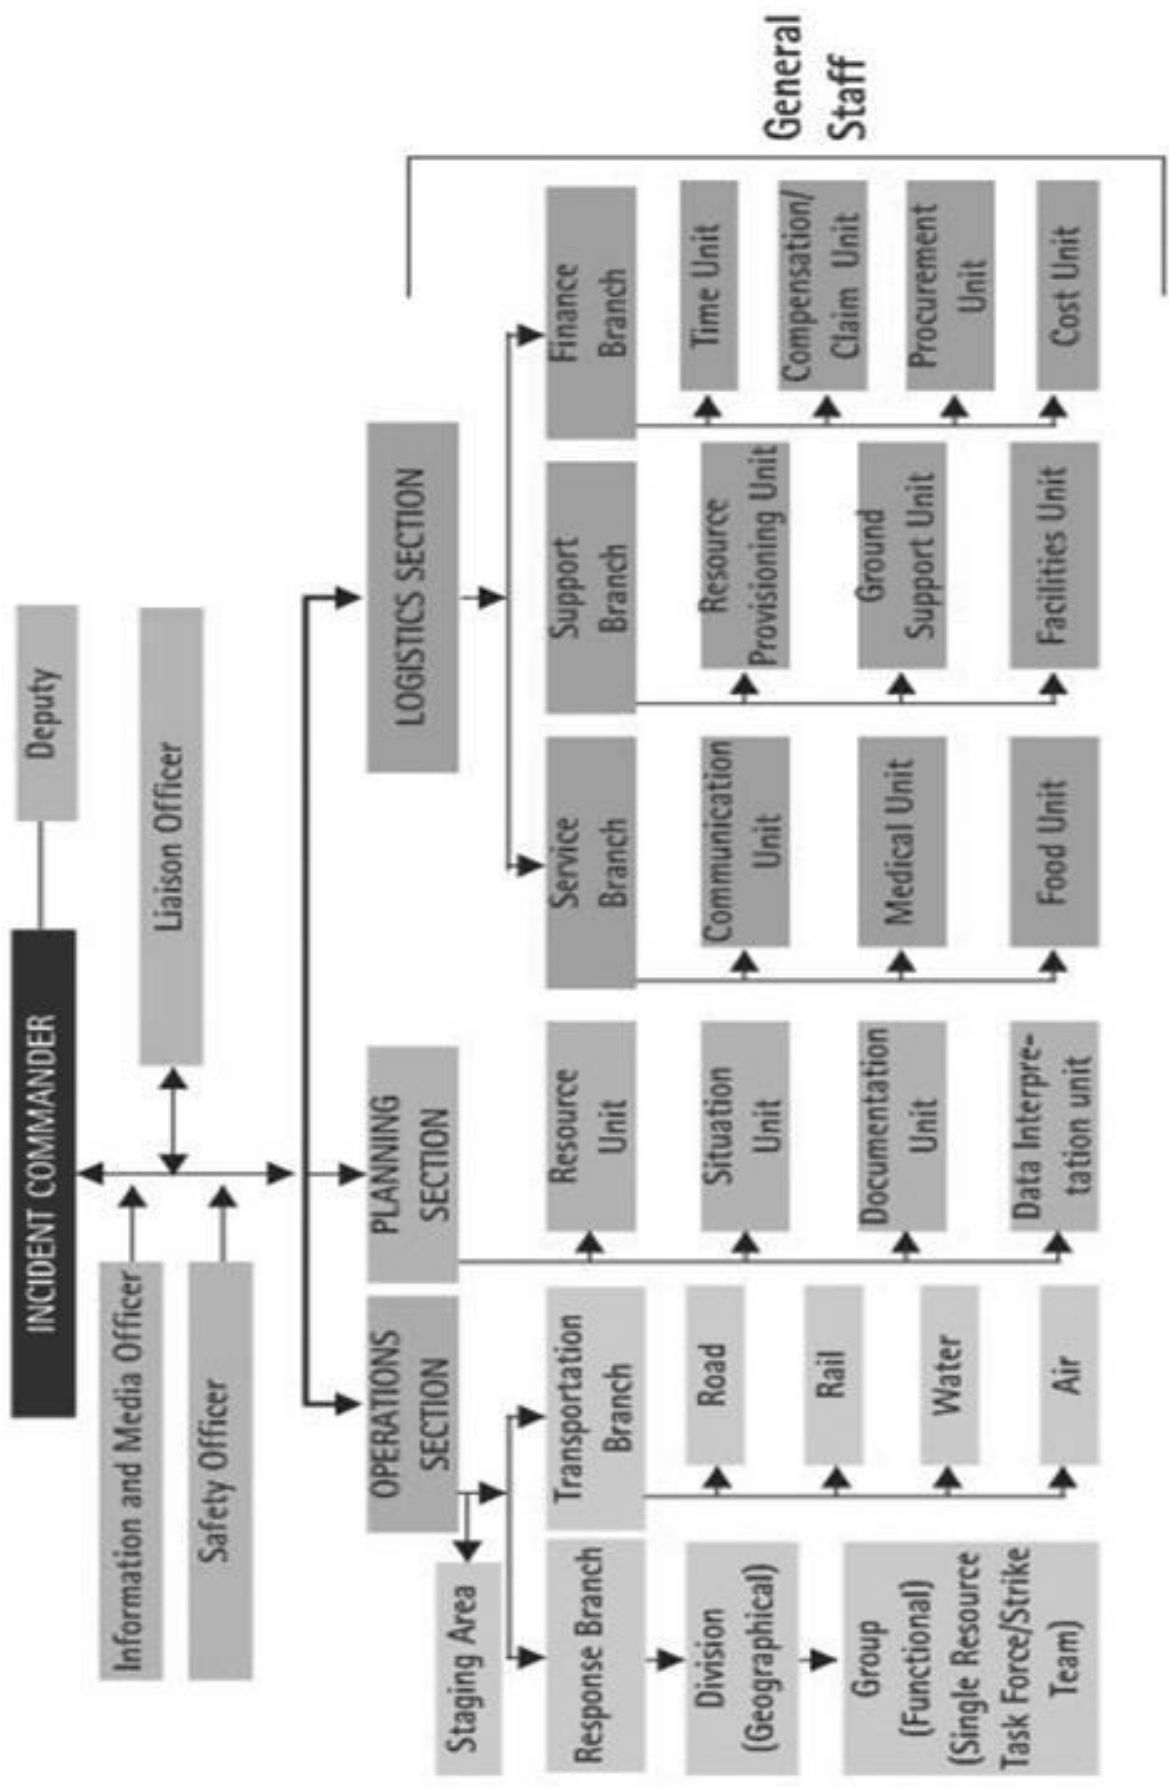 INCIDENT COMMANDER
Deputy
Information and Media Officer
Liaison Officer
Safety Officer
OPERATIONS
SECTION
PLANNING
SECTION
LOGISTICS SECTION
Staging Area
Response Branch
Transportation
Branch
Resource
Unit
Service
Branch
Support
Branch
Finance
Branch
Division
(Geographical)
Road
Situation
Unit
Communication
Unit
Resource
Provisioning Unit
Time Unit
Rail
Compensation/
Claim Unit
Group
(Functional)
(Single Resource
Task Force/Strike
Team)
Water
Documentation
Unit
Medical Unit
Ground
Support Unit
Procurement
Unit
Air
Data Interpre-
tation unit
Food Unit
Facilities Unit
Cost Unit
General
Staff